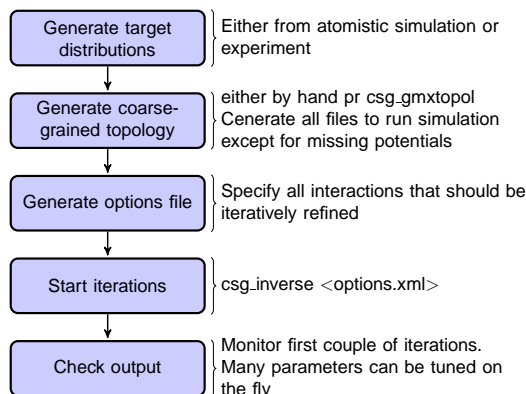 Generate target
distributions
Either from atomistic simulation or
experiment
Generate coarse-
grained topology
either by hand pr csg_gmxtopol
Cenerate all files to run simulation
except for missing potentials
Generate options file
Specify all interactions that should be
iteratively refined
Start iterations
csg_inverse <options.xml>
Check output
Monitor first couple of iterations.
Many parameters can be tuned on
the fly